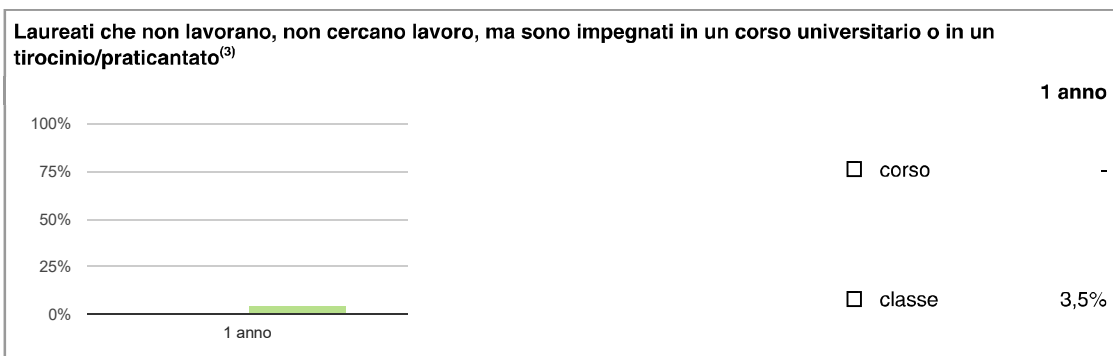 Laureati che non lavorano, non cercano lavoro, ma sono impegnati in un corso universitario o in un
tirocinio/praticantato(3)
1 anno
100%
75%
50%
25%
0%
1 anno
corso -
classe 3,5%